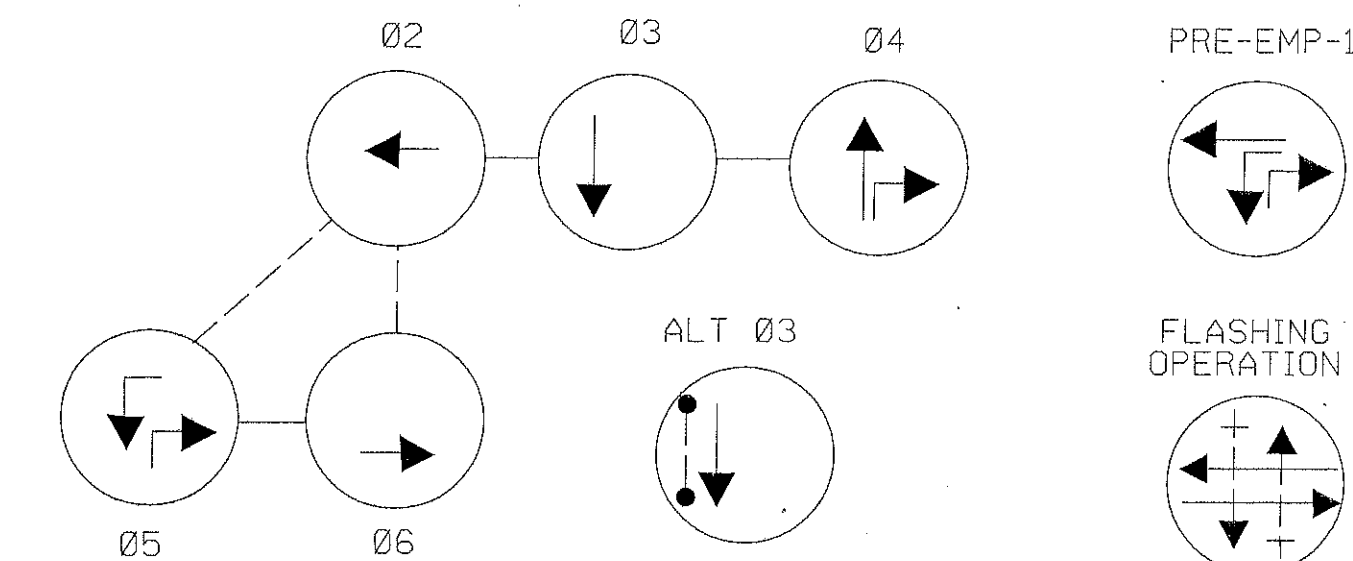 Ø2
Ø3
Ø4
PRE-EMP-1
ALT Ø3
FLASHING
OPERATION
Ø5
Ø6